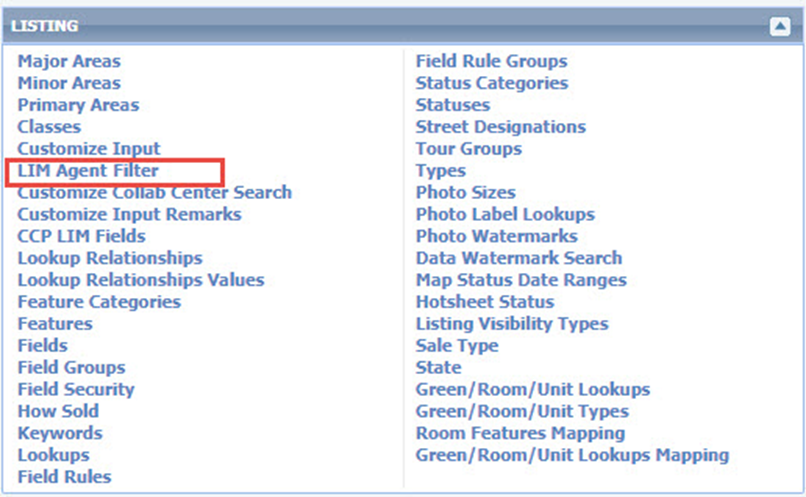 LISTING
Major Areas
Minor Areas
Primary Areas
Classes
Customize Input
LIM Agent Filter
Customize Collab Center Search
Customize Input Remarks
CCP LIM Fields
Lookup Relationships
Lookup Relationships Values
Feature Categories
Features
Fields
Field Groups
Field Security
How Sold
Keywords
Lookups
Field Rules
Field Rule Groups
Status Categories
Statuses
Street Designations
Tour Groups
Types
Photo Sizes
Photo Label Lookups
Photo Watermarks
Data Watermark Search
Map Status Date Ranges
Hotsheet Status
Listing Visibility Types
Sale Type
State
Green/Room/Unit Lookups
Green/Room/Unit Types
Room Features Mapping
Green/Room/Unit Lookups Mapping